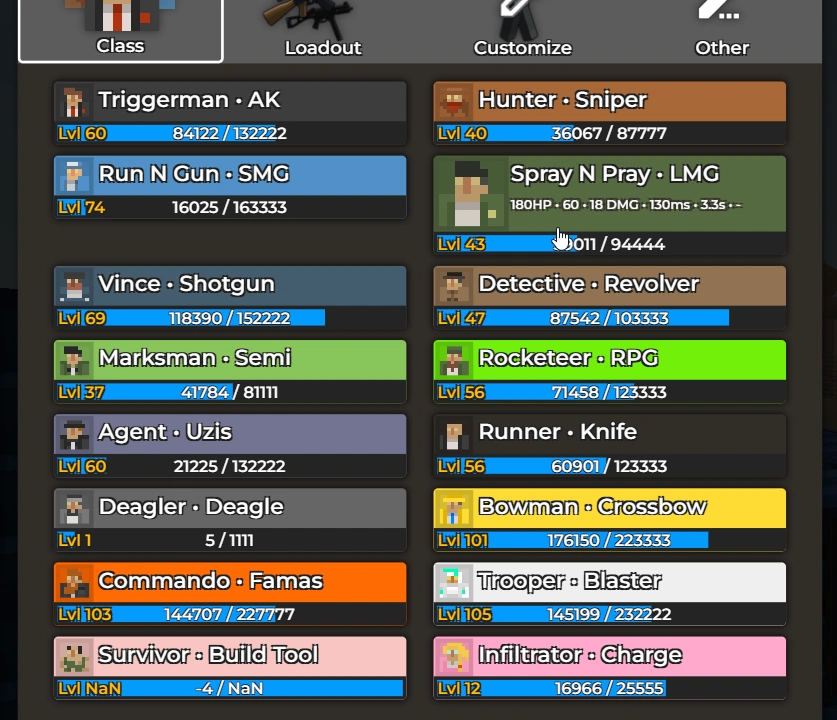 Class
Loadout
Customize
Other
Triggerman • AK
Lvl 60 84122 / 132222
Hunter • Sniper
Lvl 40 36067 / 87777
Run N Gun • SMG
Lvl 74 16025 / 163333
Spray N Pray • LMG
180HP • 60 • 18 DMG • 130ms • 3.3s • -
Lvl 43 / 94444
Vince • Shotgun
Lvl 69 118390 / 152222
Detective • Revolver
Lvl 47 87542 / 103333
Marksman • Semi
Lvl 37 41784 / 81111
Rocketeer • RPG
Lvl 56 71458 / 123333
Agent • Uzis
Lvl 60 21225 / 132222
Runner • Knife
Lvl 56 60901 / 123333
Deagler • Deagle
Lvl 1 5 / 1111
Bowman • Crossbow
Lvl 101 176150 / 223333
Commando • Famas
Lvl 103 144707 / 227777
Trooper • Blaster
Lvl 105 145199 / 232222
Survivor • Build Tool
Lvl NaN -4 / NaN
Infiltrator • Charge
Lvl 12 16966 / 25555